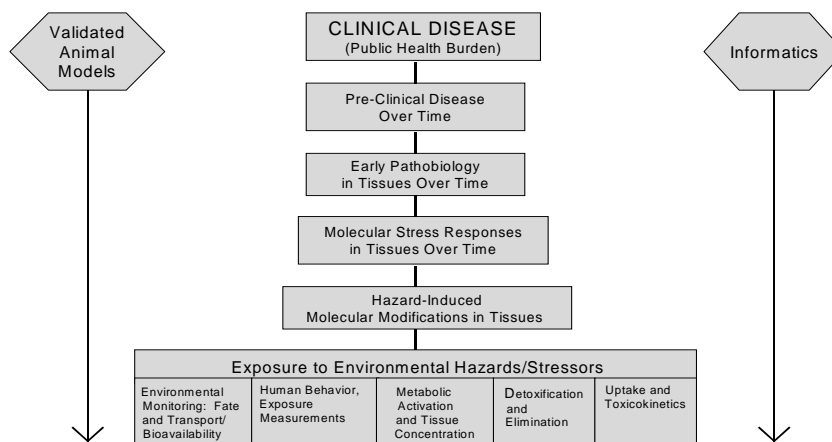 Validated
Animal
Models
CLINICAL DISEASE
(Public Health Burden)
Informatics
Pre-Clinical Disease
Over Time
Early Pathobiology
in Tissues Over Time
Molecular Stress Responses
in Tissues Over Time
Hazard-Induced
Molecular Modifications in Tissues
Exposure to Environmental Hazards/Stressors
Environmental
Monitoring: Fate
and Transport/
Bioavailability
Human Behavior,
Exposure
Measurements
Metabolic
Activation
and Tissue
Concentration
Detoxification
and
Elimination
Uptake and
Toxicokinetics